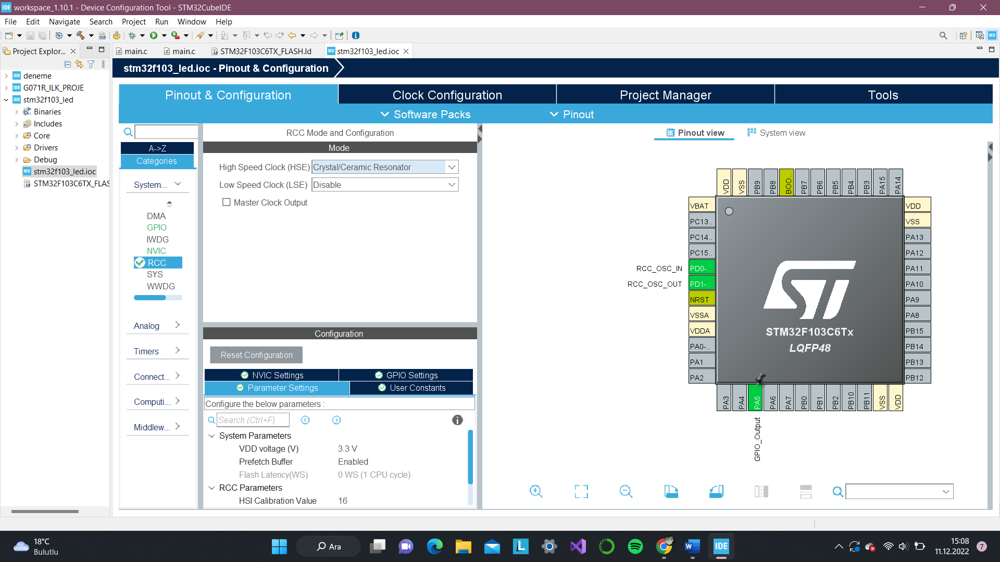 IDE workspace_1.10.1 - Device Configuration Tool - STM32CubeIDE
File Edit Navigate Search Project Run Window Help
Project Explor...
main.c
main.c
STM32F103C6TX_FLASH.ld
MX stm32f103_led.ioc
IDE deneme
IDE G071R_ILK_PROJE
IDE stm32f103_led
Binaries
Includes
Core
Drivers
Debug
MX stm32f103_led.ioc
STM32F103C6TX_FLAS
stm32f103_led.ioc - Pinout & Configuration
Pinout & Configuration
Clock Configuration
Project Manager
Tools
Software Packs
Pinout
A->Z
Categories
System...
DMA
GPIO
IWDG
NVIC
RCC
SYS
WWDG
Analog
Timers
Connect...
Computi...
Middlew...
RCC Mode and Configuration
Mode
High Speed Clock (HSE) Crystal/Ceramic Resonator
Low Speed Clock (LSE) Disable
Master Clock Output
Configuration
Reset Configuration
NVIC Settings
GPIO Settings
Parameter Settings
User Constants
Configure the below parameters :
Search (Ctrl+F)
System Parameters
VDD voltage (V) 3.3 V
Prefetch Buffer Enabled
Flash Latency(WS) 0 WS (1 CPU cycle)
RCC Parameters
HSI Calibration Value 16
Pinout view
System view
VDD
VSS
PB9
PB8
BOO..
PB7
PB6
PB5
PB4
PB3
PA15
PA14
VBAT
PC13..
PC14..
PC15..
RCC_OSC_IN PD0-..
RCC_OSC_OUT PD1-..
NRST
VSSA
VDDA
PA0-..
PA1
PA2
ST
STM32F103C6Tx
LQFP48
VDD
VSS
PA13
PA12
PA11
PA10
PA9
PA8
PB15
PB14
PB13
PB12
PA3
PA4
PA5
PA6
PA7
PB0
PB1
PB2
PB10
PB11
VSS
VDD
GPIO_Output
18°C
Bulutlu
Ara
L
W
IDE
15:08
11.12.2022
7